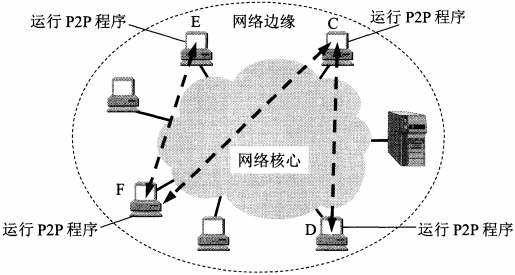 运行 P2P 程序
E
网络边缘
C
运行 P2P 程序
网络核心
F
运行 P2P 程序
D
运行 P2P 程序